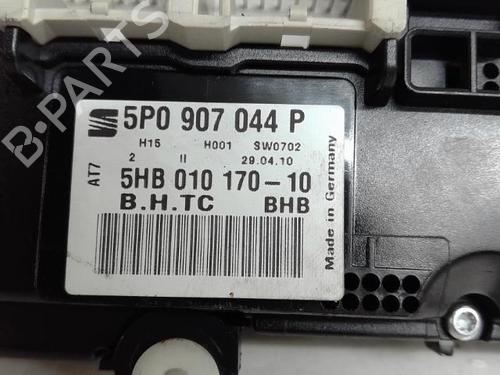 5P0 907 044 P
H15 H001 SW0702
2 II 29.04.10
5HB 010 170-10
B.H.TC BHB
AT7
Made in Germany
B-PARTS